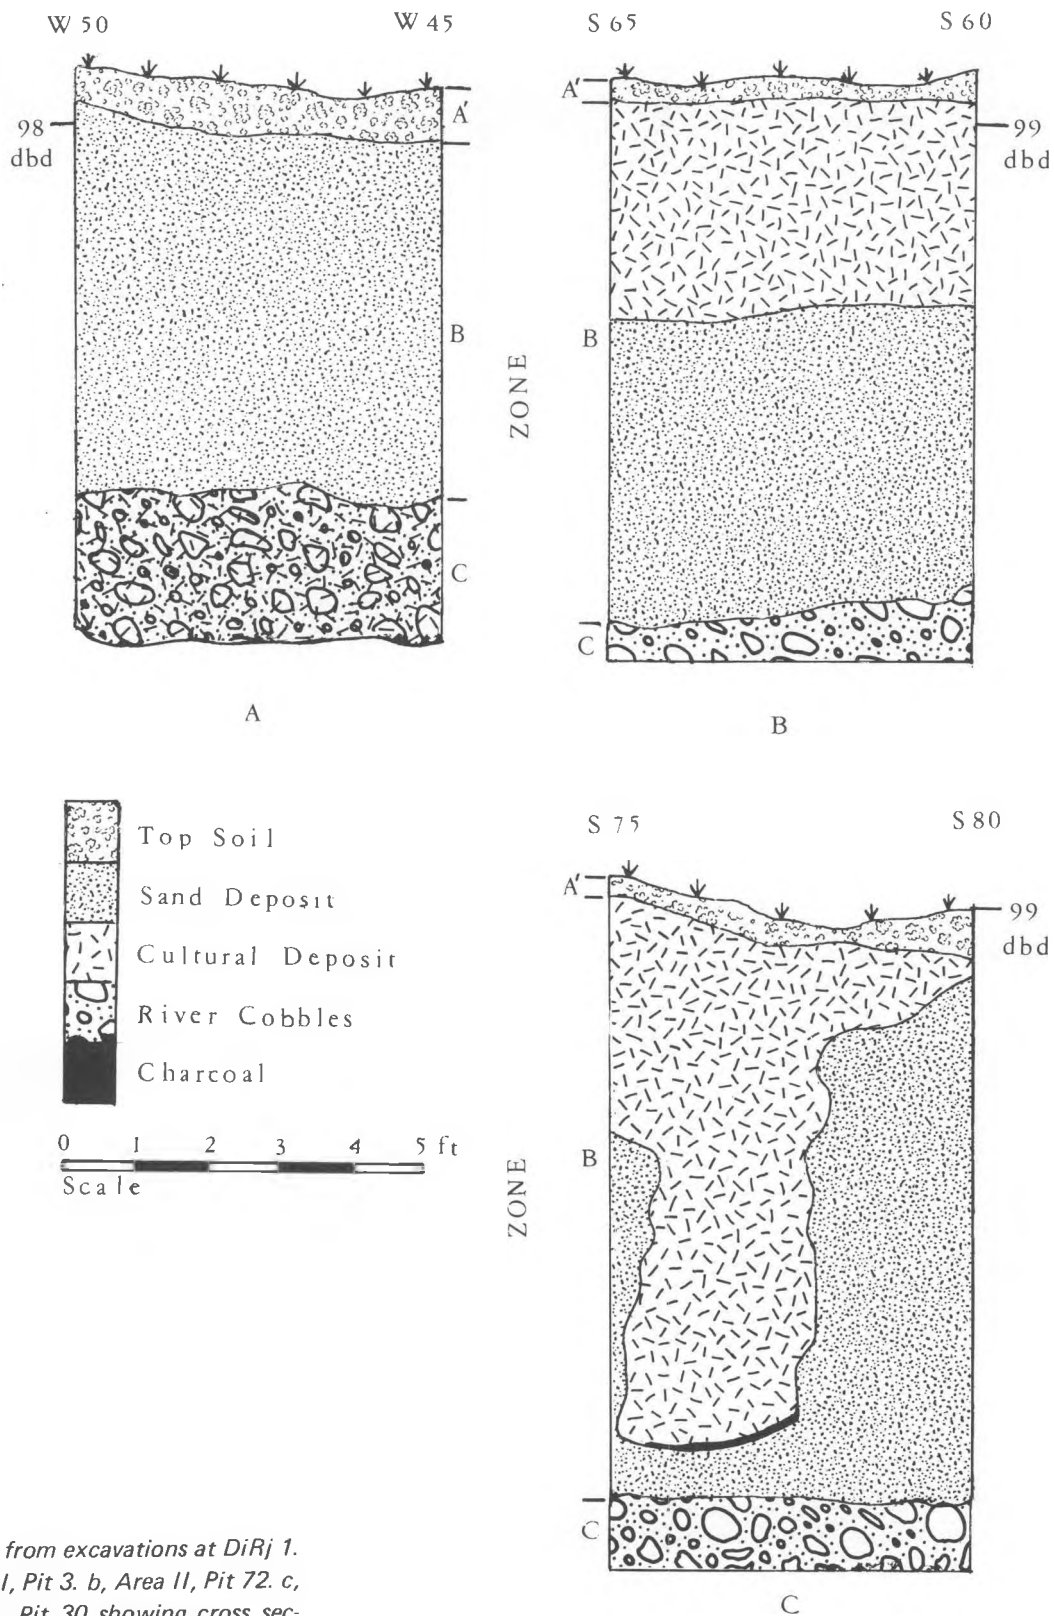 W 50 W 45 S 65 S 60
98
dbd
A'
B
C
A
ZONE
A'
B
C
99
dbd
B
Top Soil
Sand Deposit
Cultural Deposit
River Cobbles
Charcoal
0 1 2 3 4 5 ft
Scale
S 75 S 80
A'
B
C
99
dbd
ZONE
C
from excavations at DiRj 1.
I, Pit 3. b, Area II, Pit 72. c,
Pit 30 showing cross sec-